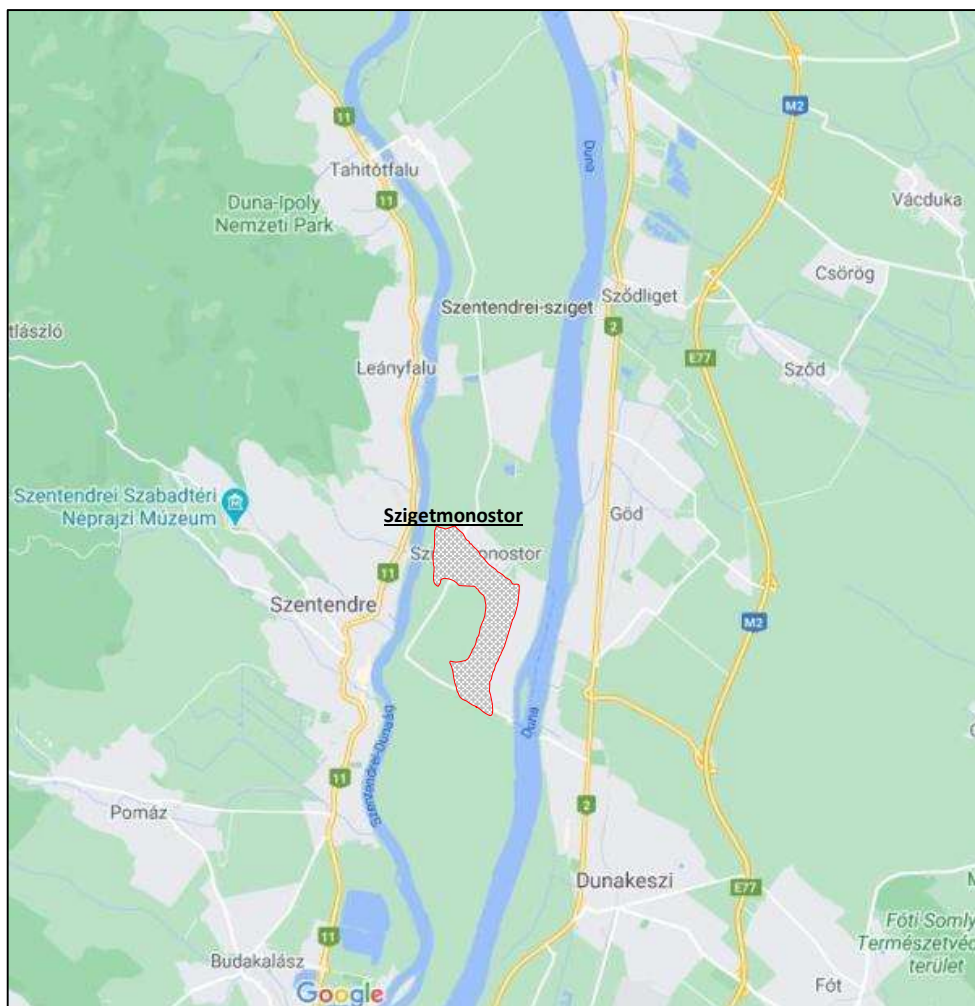 11
M2
Duna
Tahitótfalu
Vácduka
Duna-Ipoly
Nemzeti Park
11
Csörög
Szentendrei-sziget
Sződliget
2
tlászló
Leányfalu
E77
Sződ
Szentendrei Szabadtéri
Néprajzi Múzeum
Szigetmonostor
Göd
Szi onostor
11
Szentendre
M2
Szentendrei-Dunaág
Duna
11
2
Pomáz
Dunakeszi
E77
M
Fóti Somly
Természetvéd
terület
11
Budakalász
Fót
Google